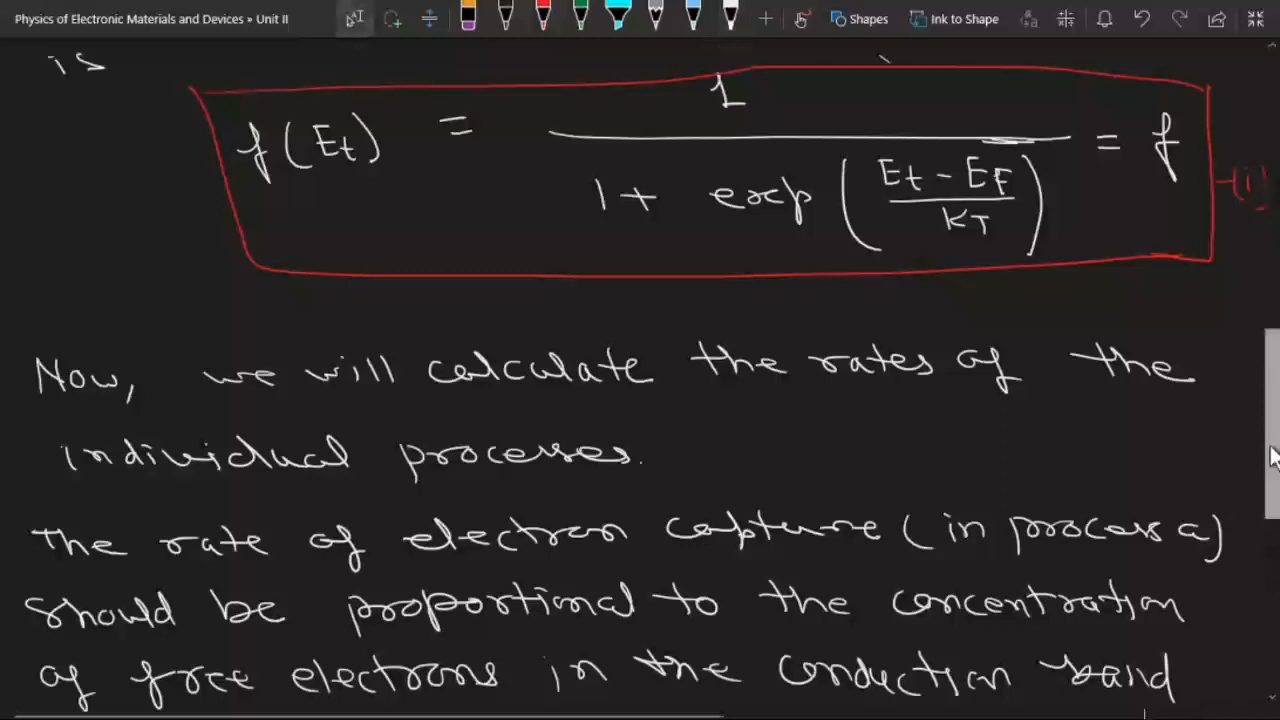 Physics of Electronic Materials and Devices » Unit II
Shapes
Ink to Shape
is
f(Et) = 1 / (1 + exp((Et - EF) / KT)) = f - (i)
Now, we will calculate the rates of the
individual processes.
The rate of electron capture (in process a)
should be proportional to the concentration
of free electrons in the conduction band